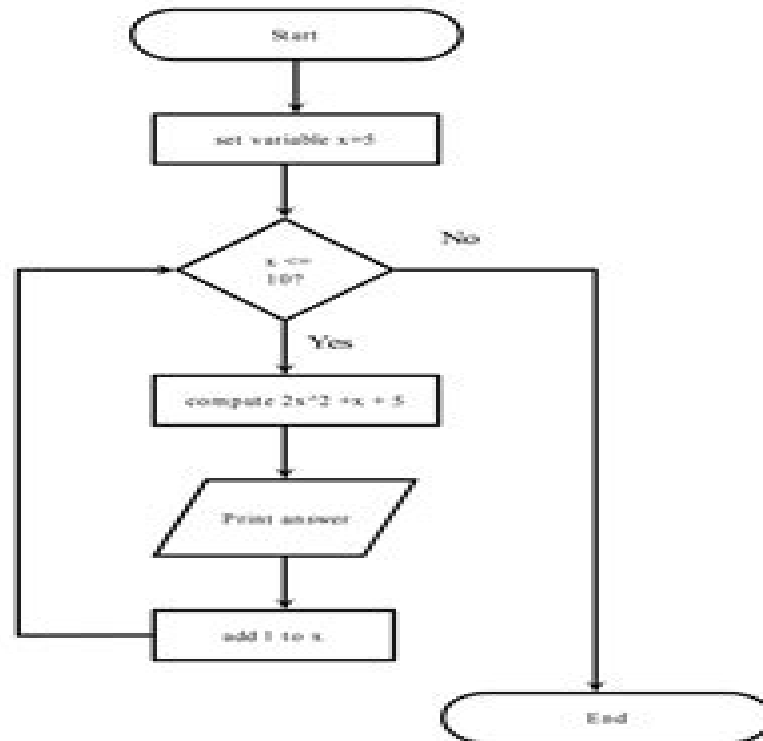 Start
set variable x=5
x <=
10?
No
Yes
compute 2x^2 +x + 5
Print answer
add 1 to x
End